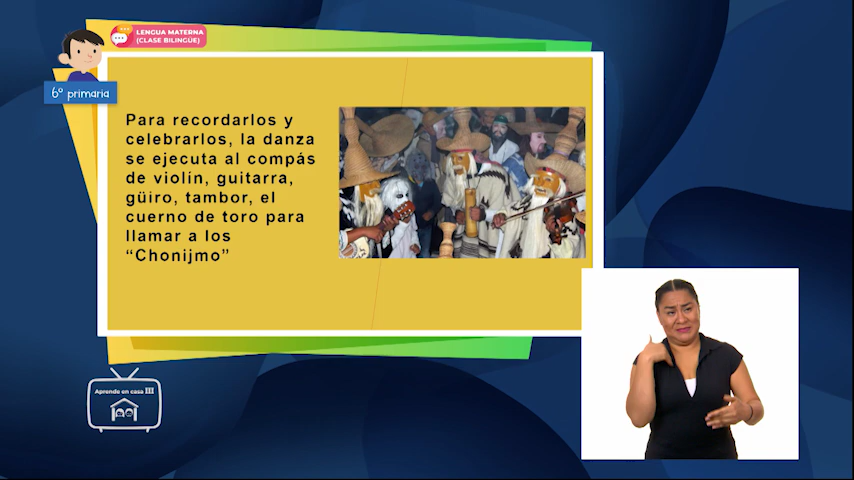 LENGUA MATERNA
(CLASE BILINGÜE)
6º primaria
Para recordarlos y
celebrarlos, la danza
se ejecuta al compás
de violín, guitarra,
güiro, tambor, el
cuerno de toro para
llamar a los
“Chonijmo”
Aprende en casa III